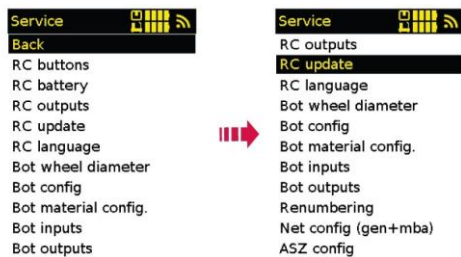 Service
Back
RC buttons
RC battery
RC outputs
RC update
RC language
Bot wheel diameter
Bot config
Bot material config.
Bot inputs
Bot outputs
Service
RC outputs
RC update
RC language
Bot wheel diameter
Bot config
Bot material config.
Bot inputs
Bot outputs
Renumbering
Net config (gen+mba)
ASZ config